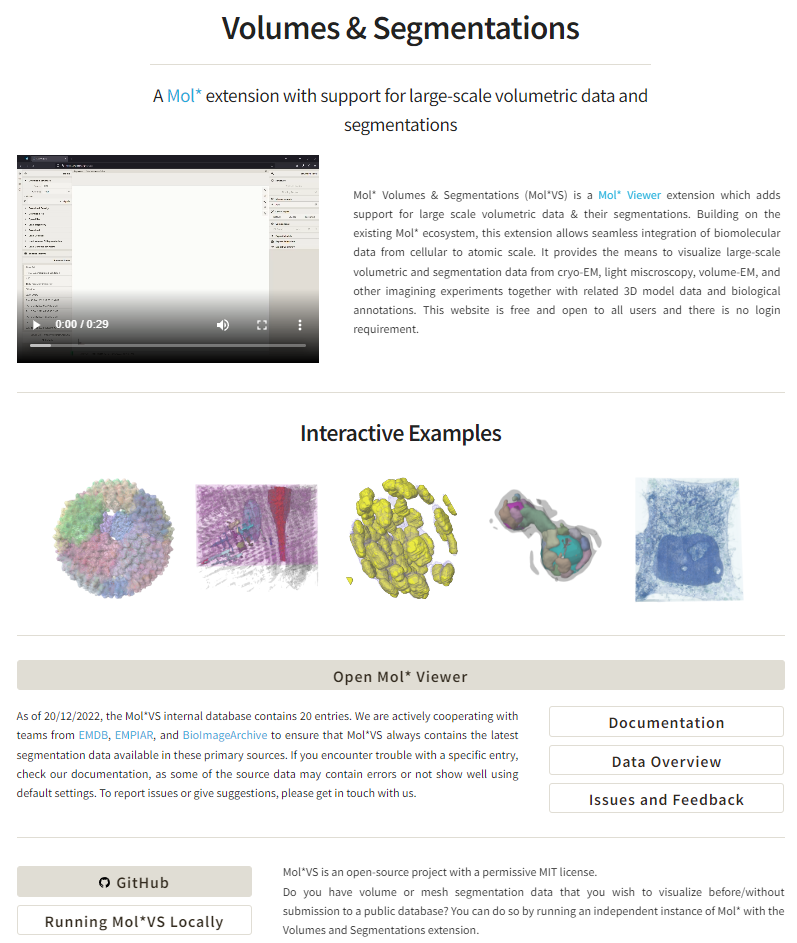 Volumes & Segmentations
A Mol* extension with support for large-scale volumetric data and
segmentations
0:00 / 0:29
Mol* Volumes & Segmentations (Mol*VS) is a Mol* Viewer extension which adds
support for large scale volumetric data & their segmentations. Building on the
existing Mol* ecosystem, this extension allows seamless integration of biomolecular
data from cellular to atomic scale. It provides the means to visualize large-scale
volumetric and segmentation data from cryo-EM, light miscroscopy, volume-EM, and
other imagining experiments together with related 3D model data and biological
annotations. This website is free and open to all users and there is no login
requirement.
Interactive Examples
Open Mol* Viewer
As of 20/12/2022, the Mol*VS internal database contains 20 entries. We are actively cooperating with
teams from EMDB, EMPIAR, and BioImageArchive to ensure that Mol*VS always contains the latest
segmentation data available in these primary sources. If you encounter trouble with a specific entry,
check our documentation, as some of the source data may contain errors or not show well using
default settings. To report issues or give suggestions, please get in touch with us.
Documentation
Data Overview
Issues and Feedback
GitHub
Running Mol*VS Locally
Mol*VS is an open-source project with a permissive MIT license.
Do you have volume or mesh segmentation data that you wish to visualize before/without
submission to a public database? You can do so by running an independent instance of Mol* with the
Volumes and Segmentations extension.